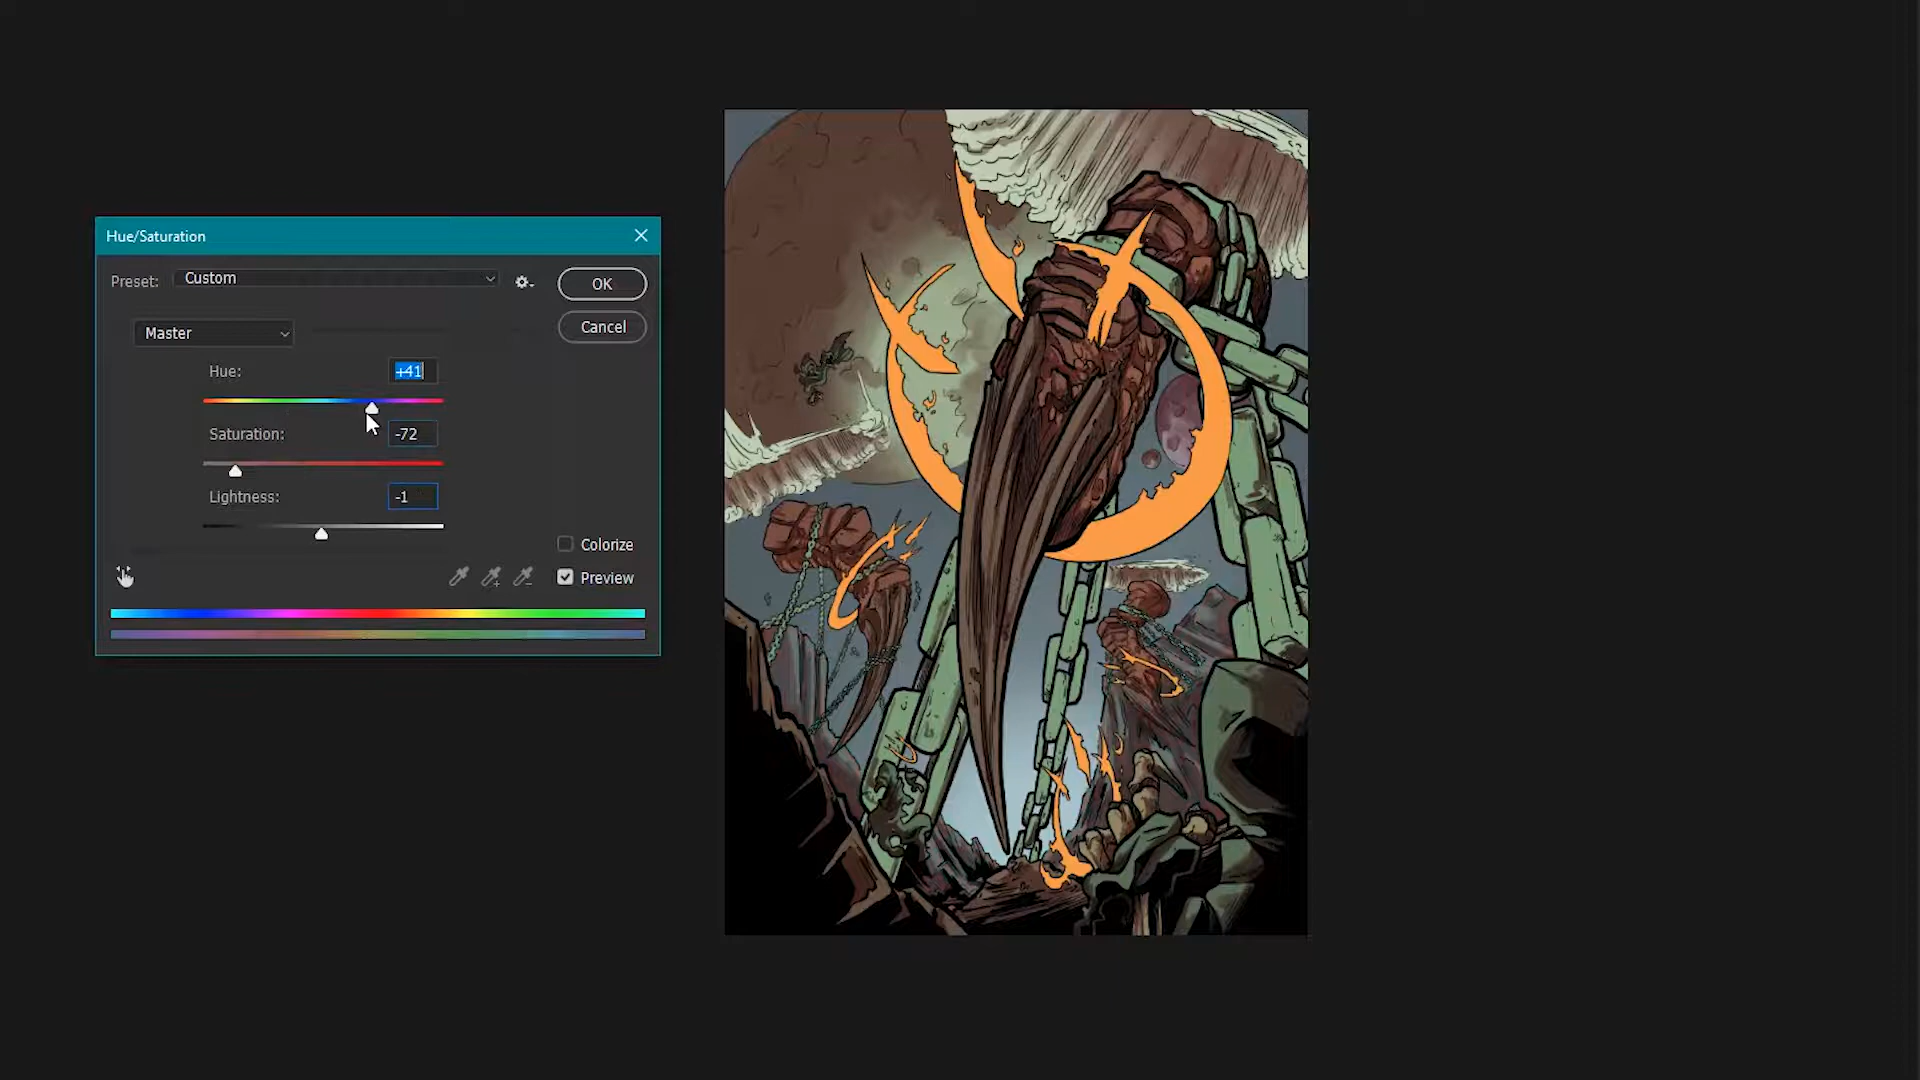 Hue/Saturation
Preset: Custom
OK
Master
Cancel
Hue: +41
Saturation: -72
Lightness: -1
Colorize
Preview